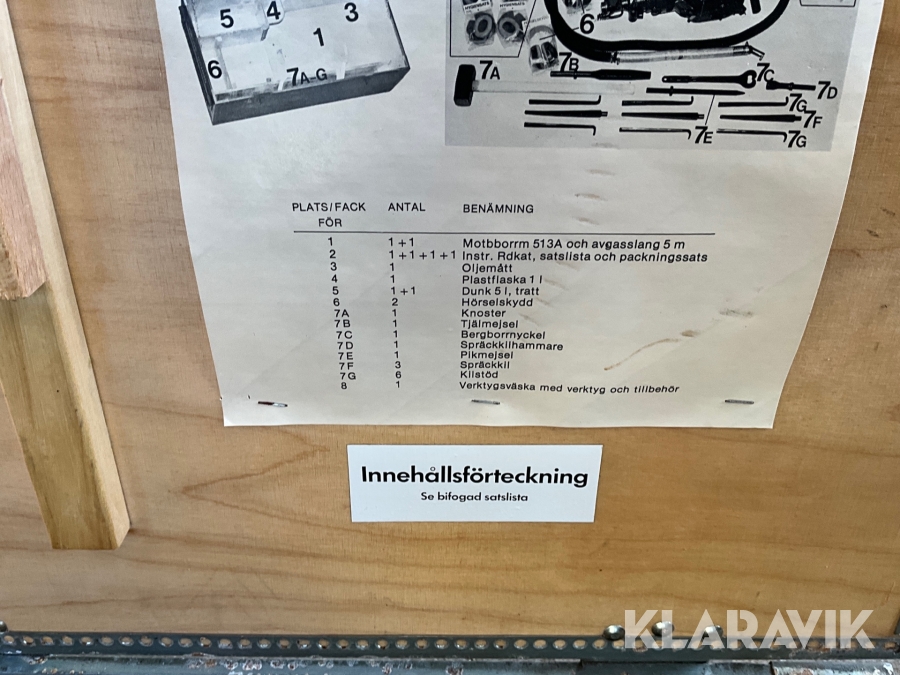 5 4 3
1
6
7A-G
6
7A
7B
7C
7D
7G
7F
7E
7G
PLATS/FACK ANTAL BENÄMNING
FÖR
1 1+1 Motbborrm 513A och avgasslang 5 m
2 1+1+1+1 Instr. Rdkat, satslista och packningssats
3 1 Oljemått
4 1 Plastflaska 1 l
5 1+1 Dunk 5 l, tratt
6 2 Hörselskydd
7A 1 Knoster
7B 1 Tjälmejsel
7C 1 Bergborrnyckel
7D 1 Spräckkilhammare
7E 1 Pikmejsel
7F 3 Spräckkil
7G 6 Kilstöd
8 1 Verktygsväska med verktyg och tillbehör
Innehållsförteckning
Se bifogad satslista
KLARAVIK